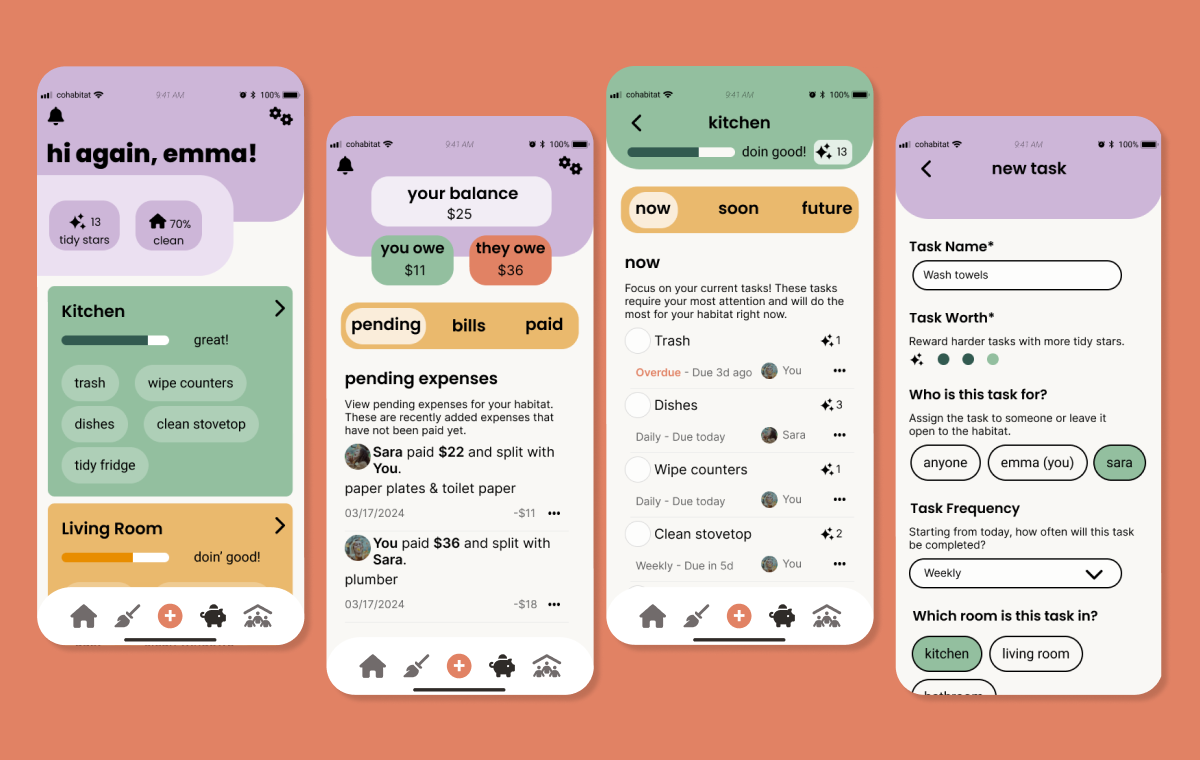 cohabitat 9:41 AM 100%
hi again, emma!
13
tidy stars
70%
clean
Kitchen
great!
trash wipe counters
dishes clean stovetop
tidy fridge
Living Room
doin' good!
cohabitat 9:41 AM 100%
your balance
$25
you owe they owe
$11 $36
pending bills paid
pending expenses
View pending expenses for your habitat.
These are recently added expenses that
have not been paid yet.
Sara paid $22 and split with
You.
paper plates & toilet paper
03/17/2024 -$11
You paid $36 and split with
Sara.
plumber
03/17/2024 -$18
cohabitat 9:41 AM 100%
kitchen
doin good! 13
now soon future
now
Focus on your current tasks! These tasks
require your most attention and will do the
most for your habitat right now.
Trash 1
Overdue - Due 3d ago You
Dishes 3
Daily - Due today Sara
Wipe counters 1
Daily - Due today You
Clean stovetop 2
Weekly - Due in 5d You
cohabitat 9:41 AM 100%
new task
Task Name*
Wash towels
Task Worth*
Reward harder tasks with more tidy stars.
Who is this task for?
Assign the task to someone or leave it
open to the habitat.
anyone emma (you) sara
Task Frequency
Starting from today, how often will this task
be completed?
Weekly
Which room is this task in?
kitchen living room
bathroom